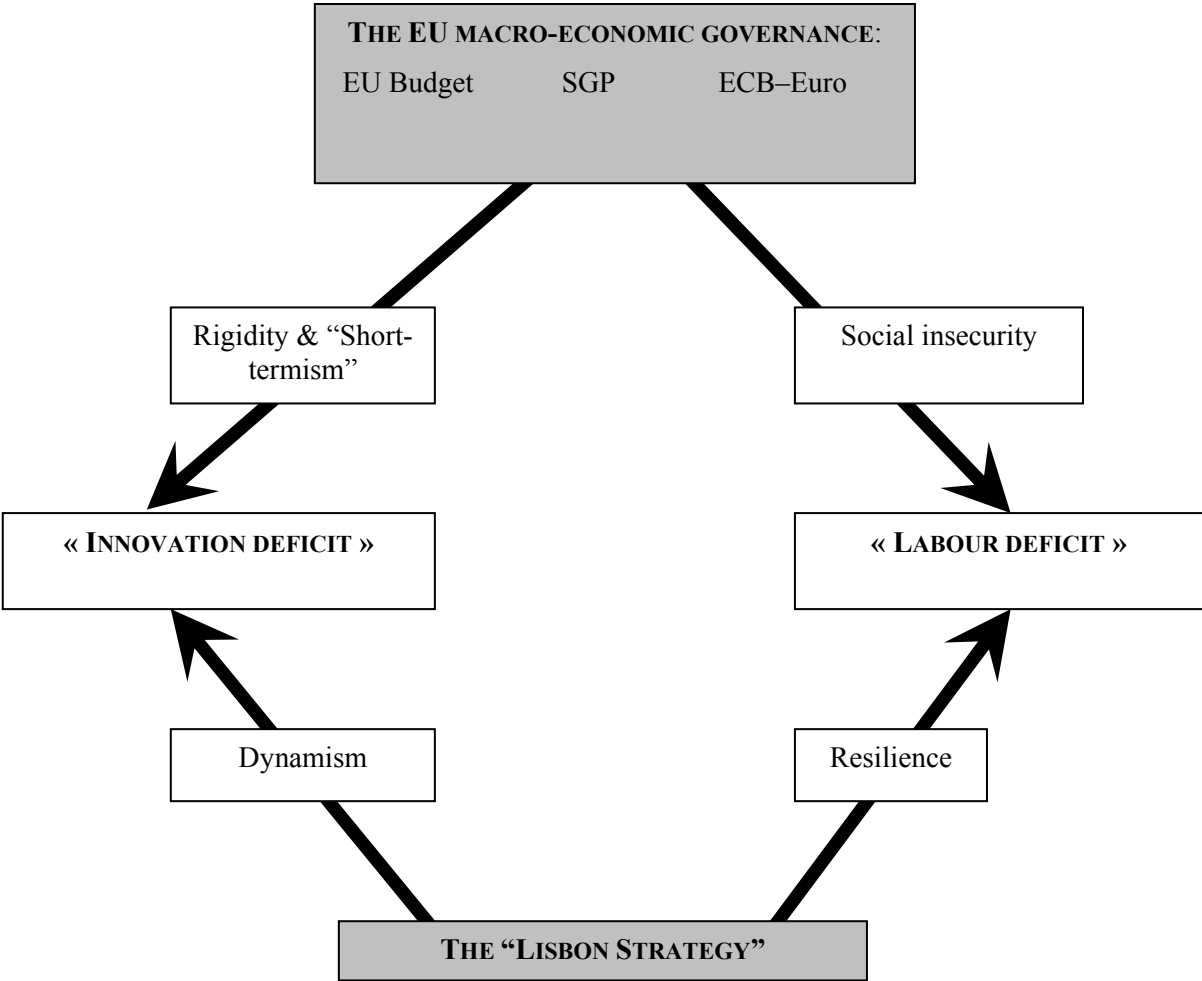 THE EU MACRO-ECONOMIC GOVERNANCE:
EU Budget SGP ECB–Euro
Rigidity & “Short-
termism”
Social insecurity
« INNOVATION DEFICIT »
« LABOUR DEFICIT »
Dynamism
Resilience
THE “LISBON STRATEGY”